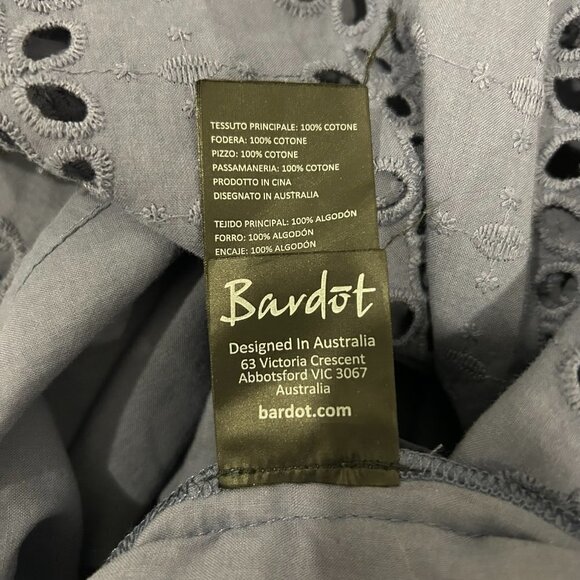 TESSUTO PRINCIPALE: 100% COTONE
FODERA: 100% COTONE
PIZZO: 100% COTONE
PASSAMANERIA: 100% COTONE
PRODOTTO IN CINA
DISEGNATO IN AUSTRALIA
TEJIDO PRINCIPAL: 100% ALGODÓN
FORRO: 100% ALGODÓN
ENCAJE: 100% ALGODÓN
Bardōt
Designed In Australia
63 Victoria Crescent
Abbotsford VIC 3067
Australia
bardot.com